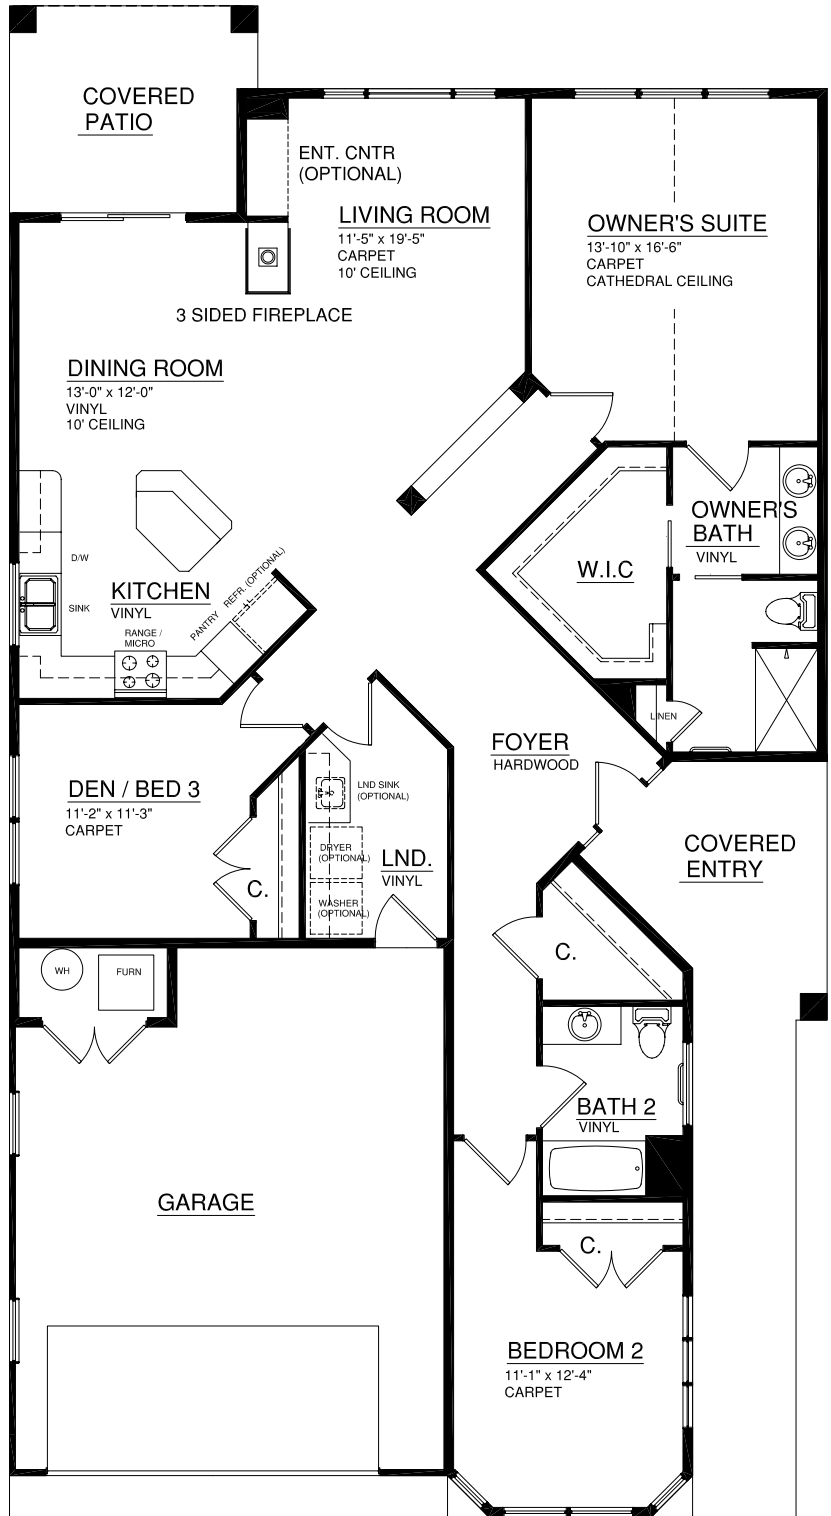 COVERED
PATIO
ENT. CNTR
(OPTIONAL)
LIVING ROOM
11'-5" x 19'-5"
CARPET
10' CEILING
OWNER'S SUITE
13'-10" x 16'-6"
CARPET
CATHEDRAL CEILING
3 SIDED FIREPLACE
DINING ROOM
13'-0" x 12'-0"
VINYL
10' CEILING
OWNER'S
BATH
VINYL
W.I.C
D/W
SINK
KITCHEN
VINYL
RANGE /
MICRO
PANTRY
REFR. (OPTIONAL)
LINEN
FOYER
HARDWOOD
DEN / BED 3
11'-2" x 11'-3"
CARPET
C.
LND SINK
(OPTIONAL)
DRYER
(OPTIONAL)
LND.
VINYL
WASHER
(OPTIONAL)
COVERED
ENTRY
C.
WH
FURN
BATH 2
VINYL
GARAGE
C.
BEDROOM 2
11'-1" x 12'-4"
CARPET